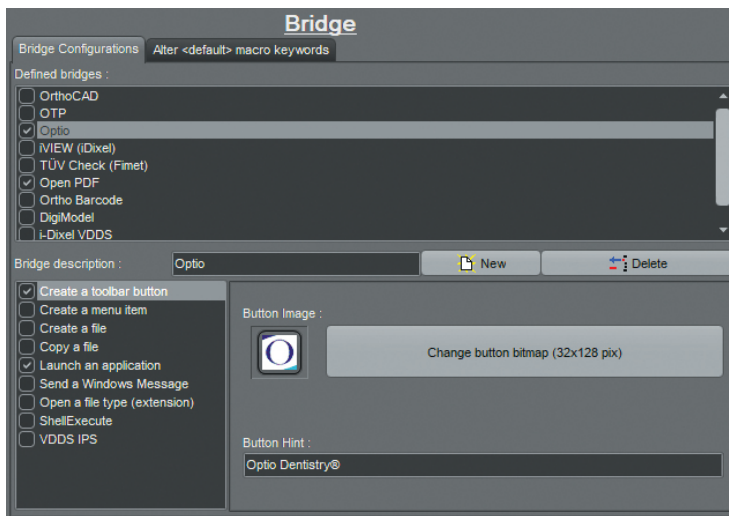 Bridge
Bridge Configurations
Alter <default> macro keywords
Defined bridges :
OrthoCAD
OTP
Optio
iVIEW (iDixel)
TÜV Check (Fimet)
Open PDF
Ortho Barcode
DigiModel
i-Dixel VDDS
Bridge description :
Optio
New
Delete
Create a toolbar button
Create a menu item
Create a file
Copy a file
Launch an application
Send a Windows Message
Open a file type (extension)
ShellExecute
VDDS IPS
Button Image :
O
Change button bitmap (32x128 pix)
Button Hint :
Optio Dentistry®